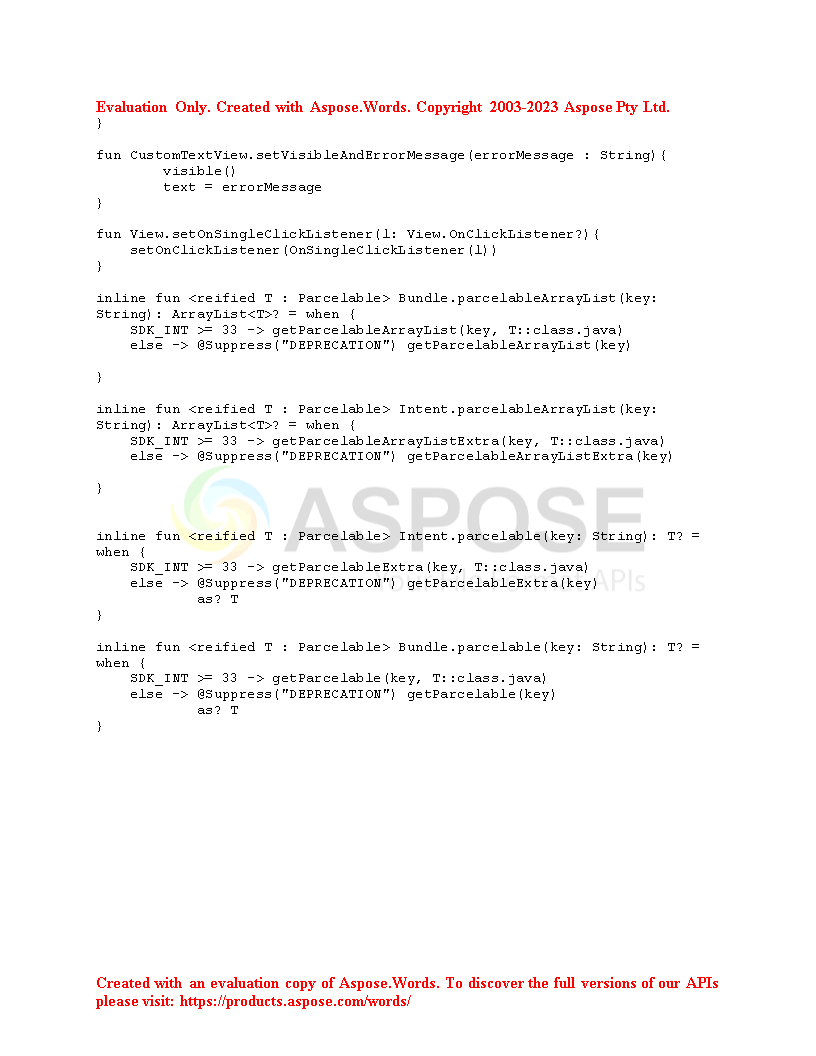 Evaluation Only. Created with Aspose.Words. Copyright 2003-2023 Aspose Pty Ltd.
}
fun CustomTextView.setVisibleAndErrorMessage(errorMessage : String){
        visible()
        text = errorMessage
}
fun View.setOnSingleClickListener(l: View.OnClickListener?){
    setOnClickListener(OnSingleClickListener(l))
}
inline fun <reified T : Parcelable> Bundle.parcelableArrayList(key:
String): ArrayList<T>? = when {
    SDK_INT >= 33 -> getParcelableArrayList(key, T::class.java)
    else -> @Suppress("DEPRECATION") getParcelableArrayList(key)
}
inline fun <reified T : Parcelable> Intent.parcelableArrayList(key:
String): ArrayList<T>? = when {
    SDK_INT >= 33 -> getParcelableArrayListExtra(key, T::class.java)
    else -> @Suppress("DEPRECATION") getParcelableArrayListExtra(key)
}
ASPOSE
inline fun <reified T : Parcelable> Intent.parcelable(key: String): T? =
when {
    SDK_INT >= 33 -> getParcelableExtra(key, T::class.java)
    else -> @Suppress("DEPRECATION") getParcelableExtra(key)
            as? T
}
APIs
inline fun <reified T : Parcelable> Bundle.parcelable(key: String): T? =
when {
    SDK_INT >= 33 -> getParcelable(key, T::class.java)
    else -> @Suppress("DEPRECATION") getParcelable(key)
            as? T
}
Created with an evaluation copy of Aspose.Words. To discover the full versions of our APIs
please visit: https://products.aspose.com/words/